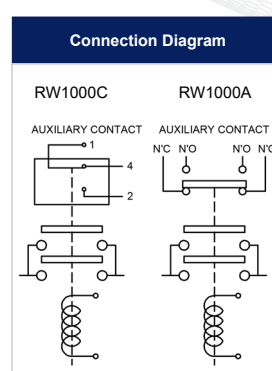 Connection Diagram
RW1000C RW1000A
AUXILIARY CONTACT AUXILIARY CONTACT
1
4
2
N'C N'O N'O N'C